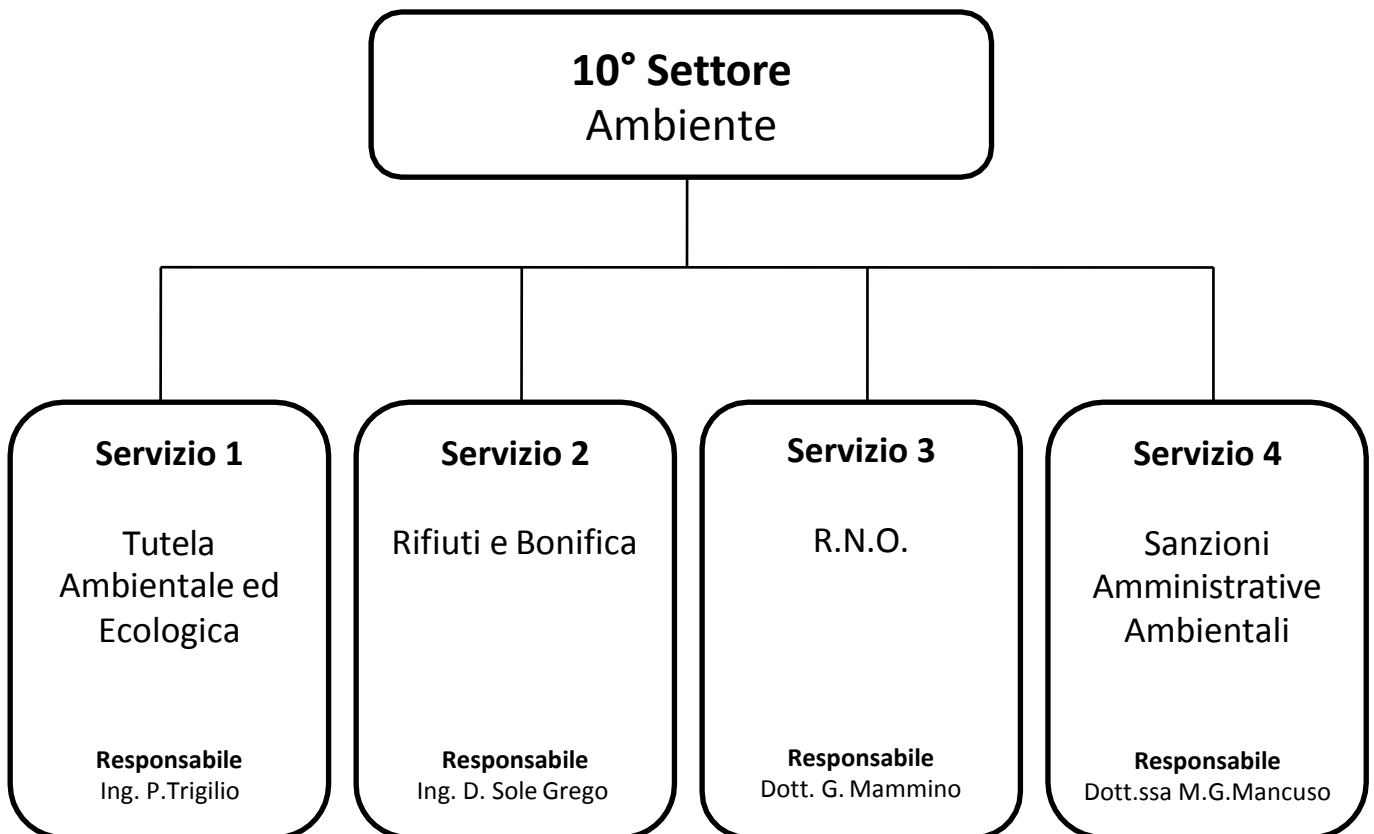 10° Settore
Ambiente
Servizio 1
Tutela
Ambientale ed
Ecologica
Responsabile
Ing. P.Trigilio
Servizio 2
Rifiuti e Bonifica
Responsabile
Ing. D. Sole Grego
Servizio 3
R.N.O.
Responsabile
Dott. G. Mammino
Servizio 4
Sanzioni
Amministrative
Ambientali
Responsabile
Dott.ssa M.G.Mancuso